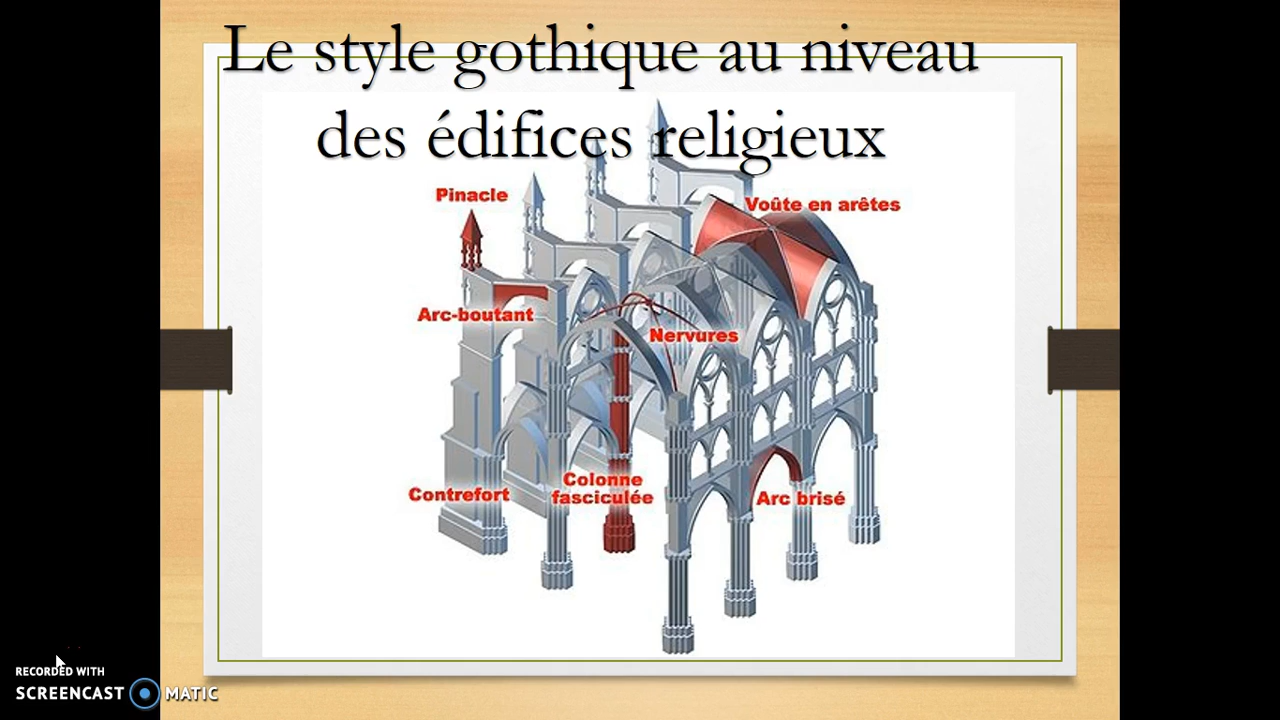 Le style gothique au niveau
des édifices religieux
Pinacle
Voûte en arêtes
Arc-boutant
Nervures
Contrefort
Colonne
fasciculée
Arc brisé
RECORDED WITH
SCREENCAST MATIC